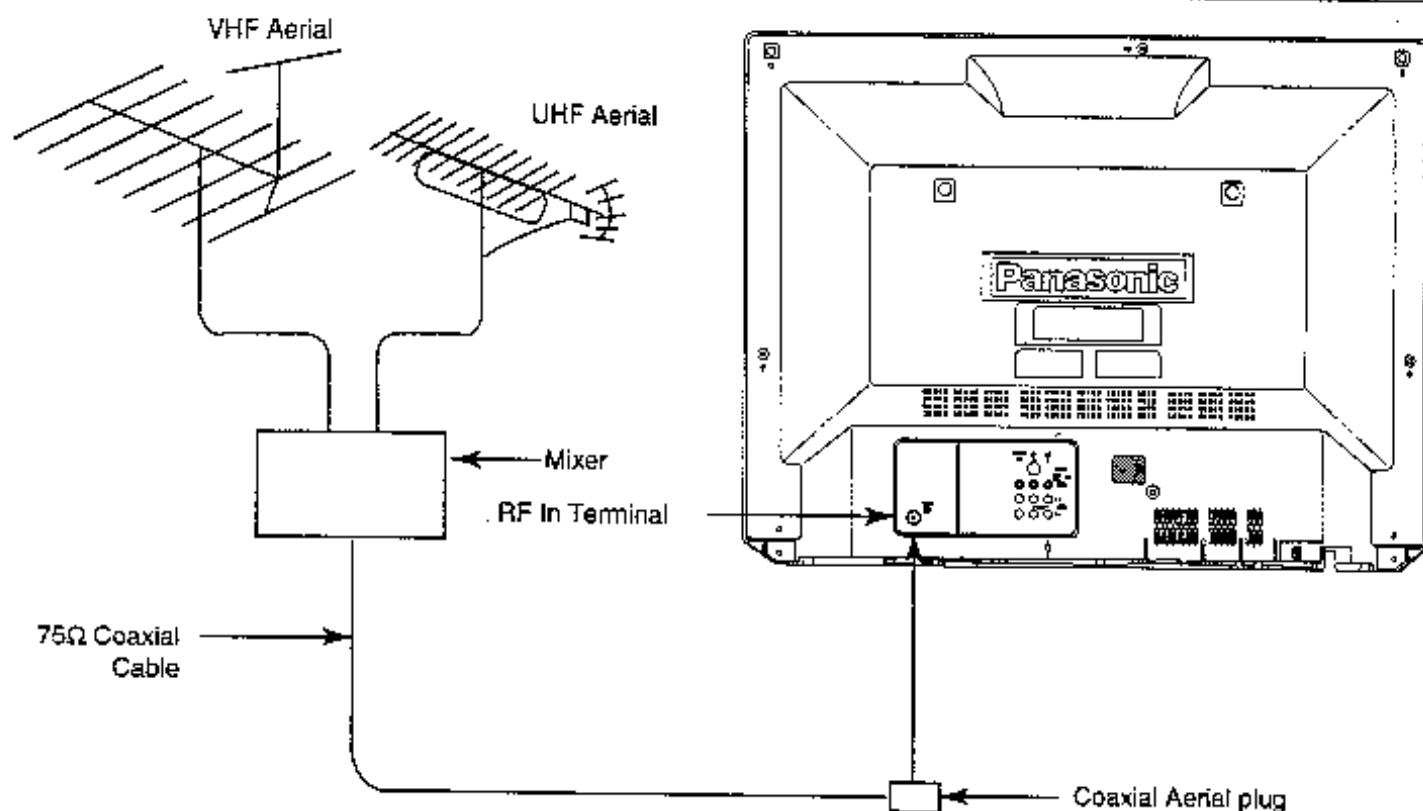 VHF Aerial
UHF Aerial
Panasonic
Mixer
RF In Terminal
75Ω Coaxial
Cable
Coaxial Aerial plug